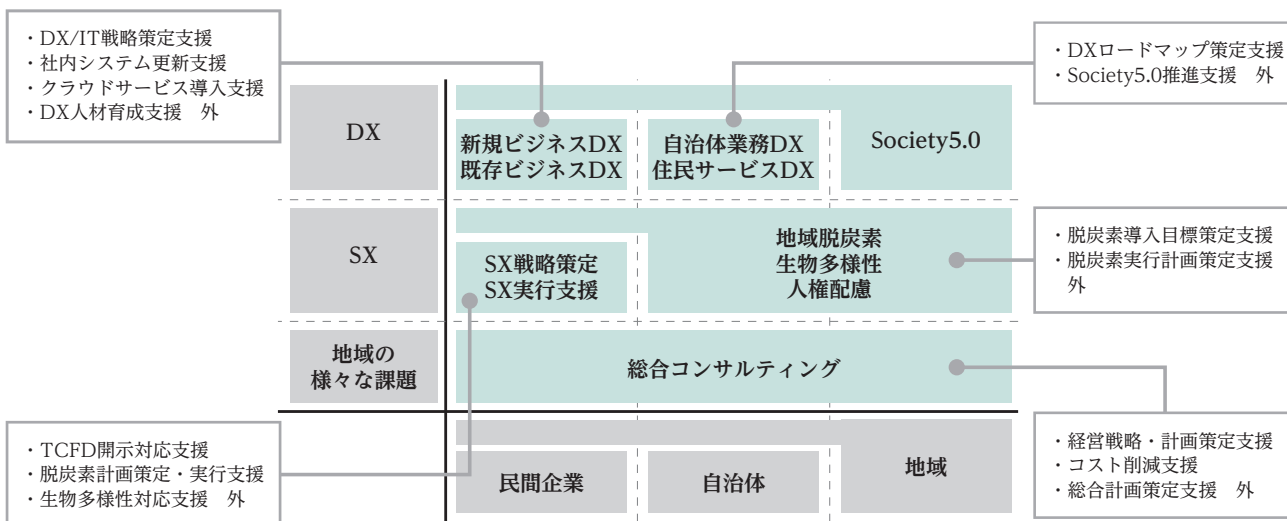 ・DX/IT戦略策定支援
・社内システム更新支援
・クラウドサービス導入支援
・DX人材育成支援　外
・DXロードマップ策定支援
・Society5.0推進支援　外
DX
新規ビジネスDX
既存ビジネスDX
自治体業務DX
住民サービスDX
Society5.0
SX
SX戦略策定
SX実行支援
地域脱炭素
生物多様性
人権配慮
・脱炭素導入目標策定支援
・脱炭素実行計画策定支援
外
地域の
様々な課題
総合コンサルティング
・TCFD開示対応支援
・脱炭素計画策定・実行支援
・生物多様性対応支援　外
民間企業
自治体
地域
・経営戦略・計画策定支援
・コスト削減支援
・総合計画策定支援　外